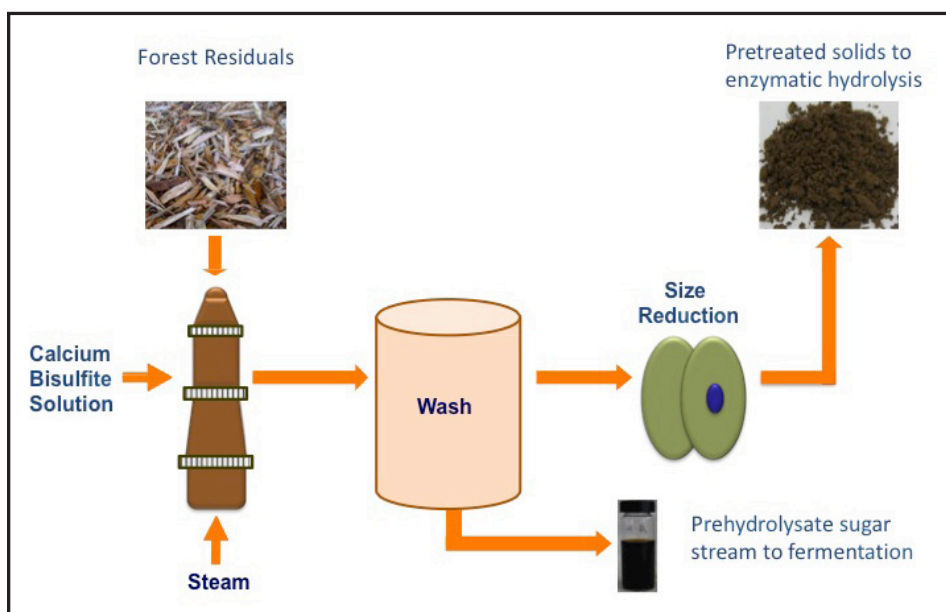 Forest Residuals
Pretreated solids to
enzymatic hydrolysis
Calcium
Bisulfite
Solution
Size
Reduction
Wash
Steam
Prehydrolysate sugar
stream to fermentation